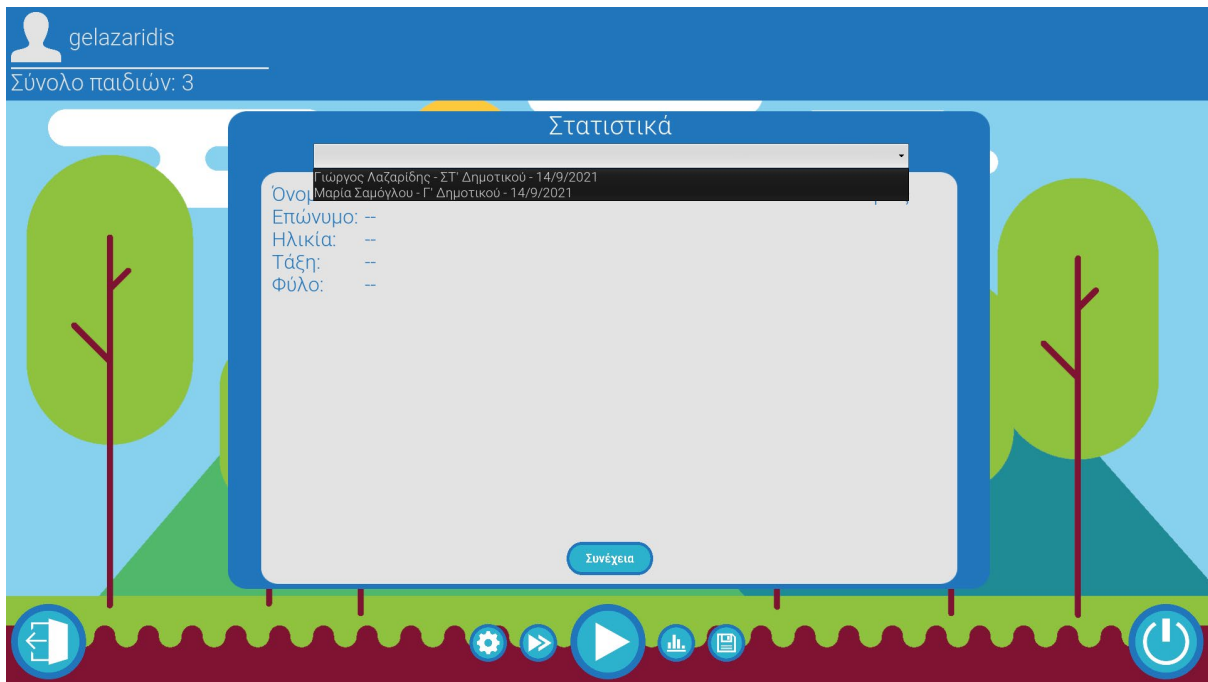 gelazaridis
Σύνολο παιδιών: 3
Στατιστικά
Γιώργος Λαζαρίδης - ΣΤ' Δημοτικού - 14/9/2021
Μαρία Σαμόγλου - Γ' Δημοτικού - 14/9/2021
Επώνυμο: --
Ηλικία: --
Τάξη: --
Φύλο: --
Συνέχεια